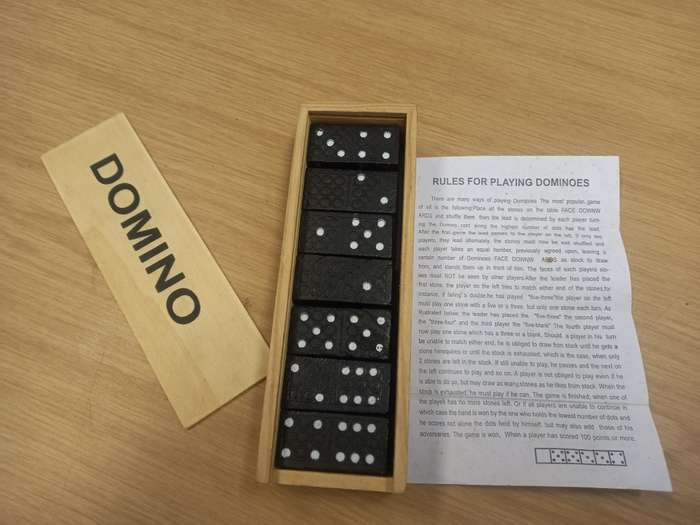 DOMINO
RULES FOR PLAYING DOMINOES
There are many ways of playing Dominoes The most popular game
of all is the following:Place all the stones on the table FACE DOWNW
ARDS and shuffle them. then the lead is determined by each player turn-
ing the Domino card along the highest number of dots has the lead.
After the first game the lead passes to the player on the left. If only two
players, they lead alternately. the stones must now be well shuffled and
each player takes an equal number, previously agreed upon, leaving a
certain number of Dominoes FACE DOWNW ARDS as stock to draw
from, and stands them up in front of him. The faces of each players sto-
nes must NOT be seen by other players.After the leader has placed the
first stone, the player on the left tries to match either end of the stones,for
instance, if failing's double,he has played "five-three"the player on the left
must play one stone with a five or a three, but only one stone each turn. As
illustrated below, the leader has placed the "five-three" the second player,
the "three-four" and the third player the "five-blank" The fourth player must
now play one stone which has a three or a blank. Should a player in his turn
be unable to match either end, he is obliged to draw from stock until he gets a
stone herequires or until the stock is exhausted, which is the case, when only
2 stones are left in the stock. If still unable to play, he passes and the next on
the left continues to play and so on. A player is not obliged to play even if he
is able to do so, but may draw as many stones as he likes from stock. When the
stock is exhausted, he must play if he can. The game is finished, when one of
the players has no more stones left. Or if all players are unable to continue in
which case the hand is won by the one who holds the lowest number of dots and
he scores not alone the dots held by himself, but may also add those of his
adversaries. The game is won, When a player has scored 100 points or more.